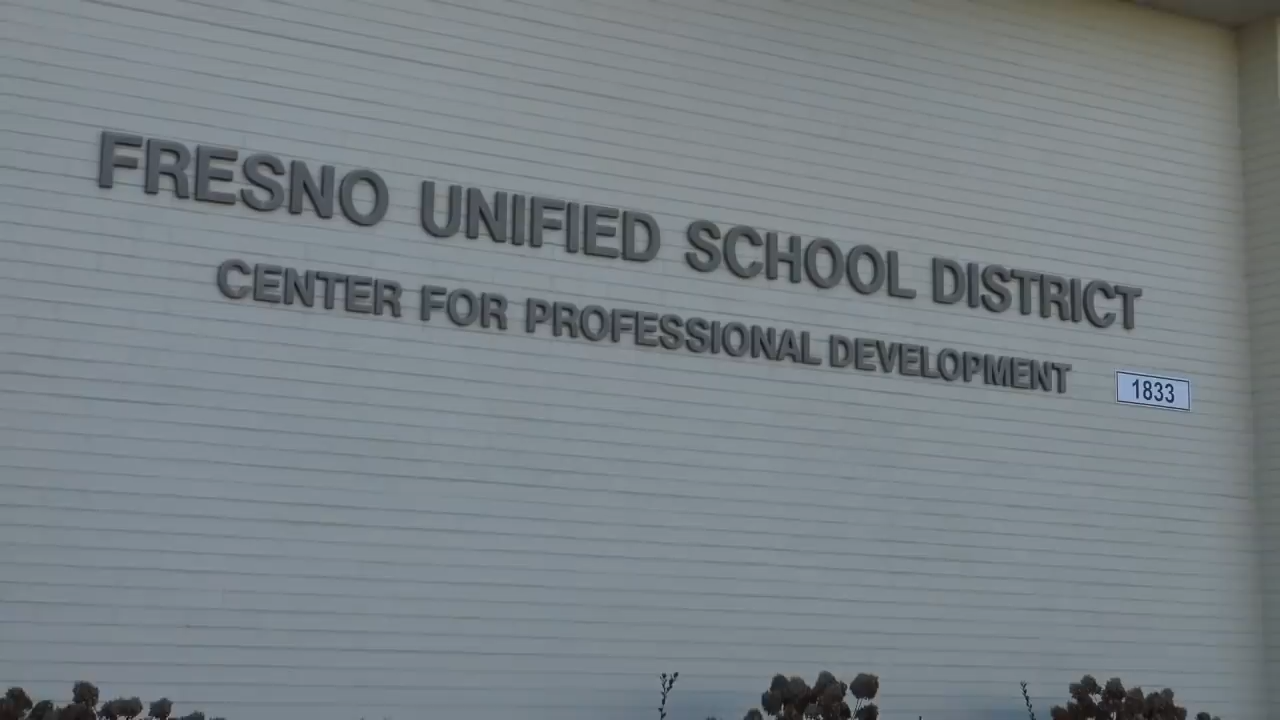 FRESNO UNIFIED SCHOOL DISTRICT
CENTER FOR PROFESSIONAL DEVELOPMENT
1833